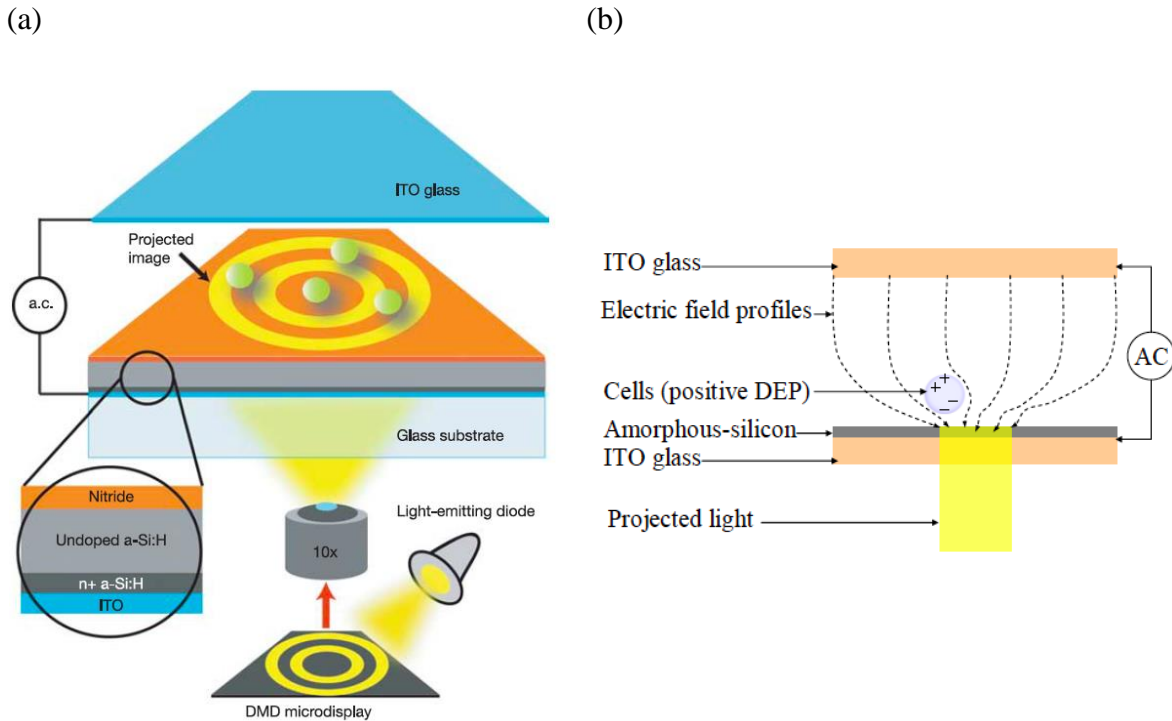 (a)
(b)
ITO glass
Projected
image
a.c.
Glass substrate
Nitride
Undoped a-Si:H
n+ a-Si:H
ITO
Light-emitting diode
10x
DMD microdisplay
ITO glass
Electric field profiles
AC
Cells (positive DEP)
++
+
−−
Amorphous-silicon
ITO glass
Projected light